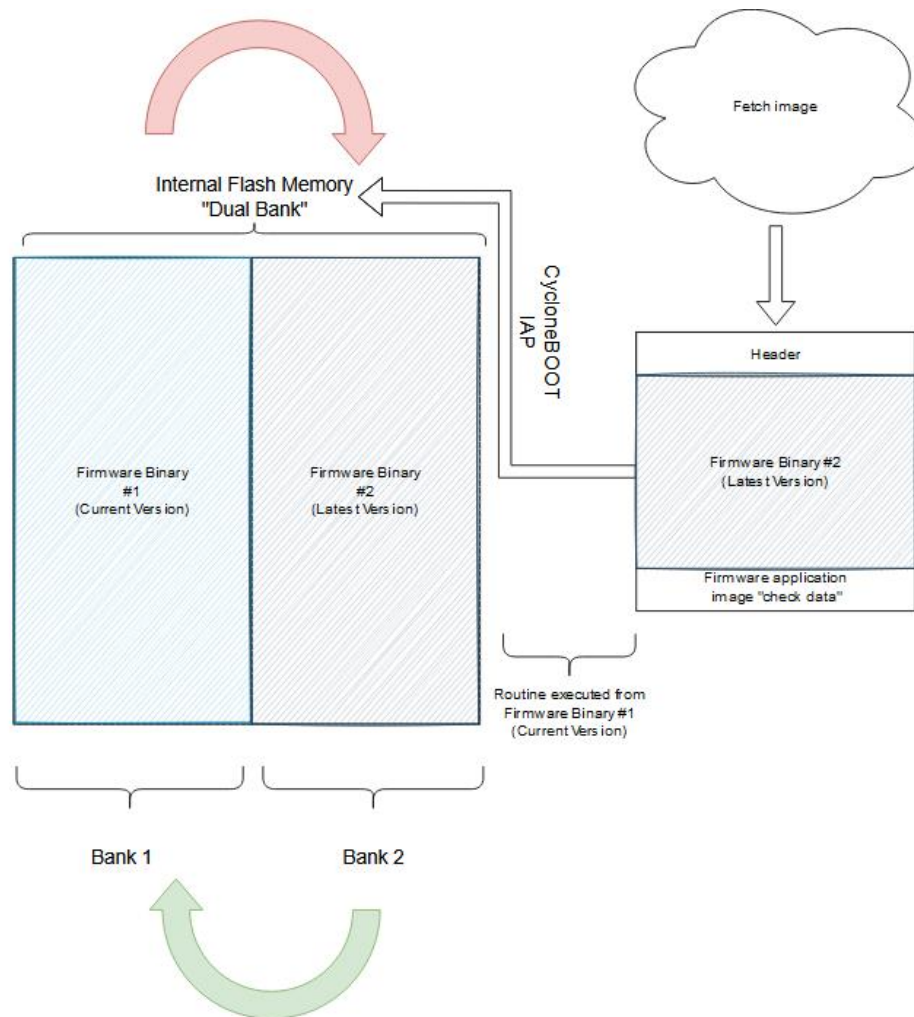 Fetch image
Internal Flash Memory
"Dual Bank"
CycloneBOOT
IAP
Header
Firmware Binary
#1
(Current Version)
Firmware Binary
#2
(Latest Version)
Firmware Binary #2
(Latest Version)
Firmware application
image "check data"
Routine executed from
Firmware Binary #1
(Current Version)
Bank 1
Bank 2